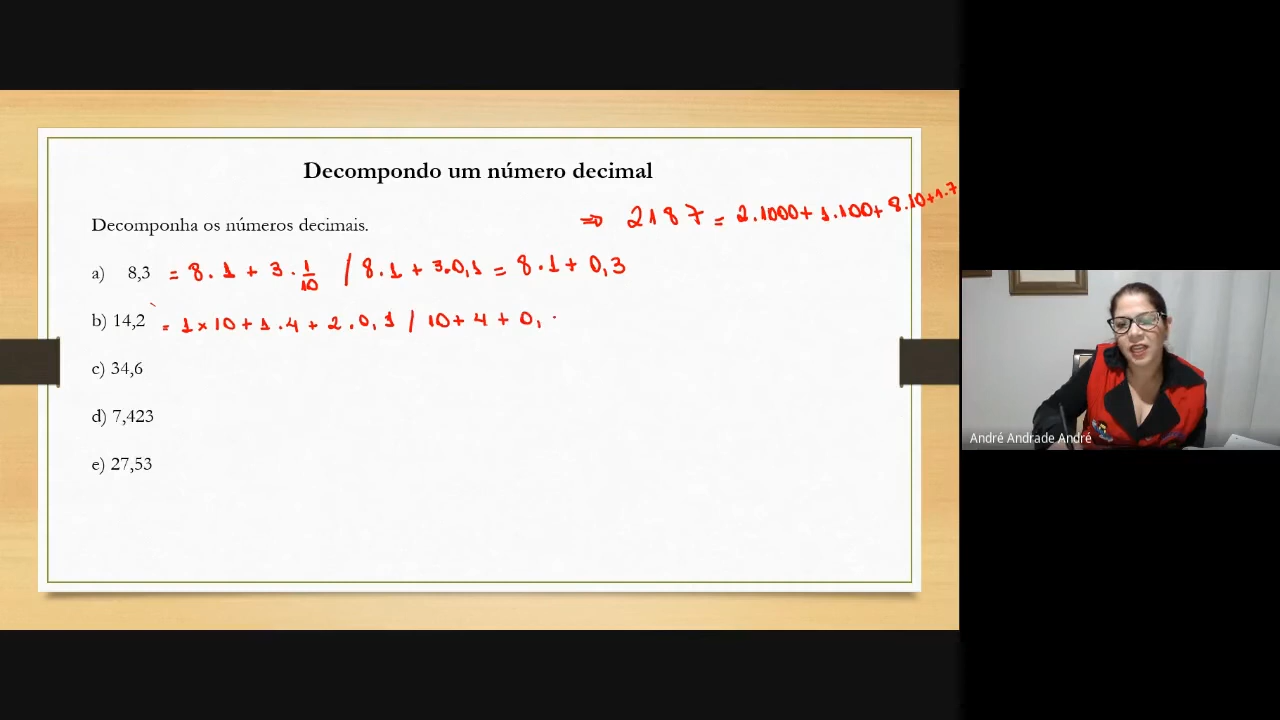 Decompondo um número decimal
⇒ 2187 = 2.1000+ 1.100+ 8.10+1.7
Decomponha os números decimais.
a) 8,3 = 8.1 + 3.1/10 / 8.1 + 3.0,1 = 8.1 + 0,3
b) 14,2 = 1×10 + 1.4 + 2.0,1 / 10 + 4 + 0,
c) 34,6
d) 7,423
e) 27,53
André Andrade André